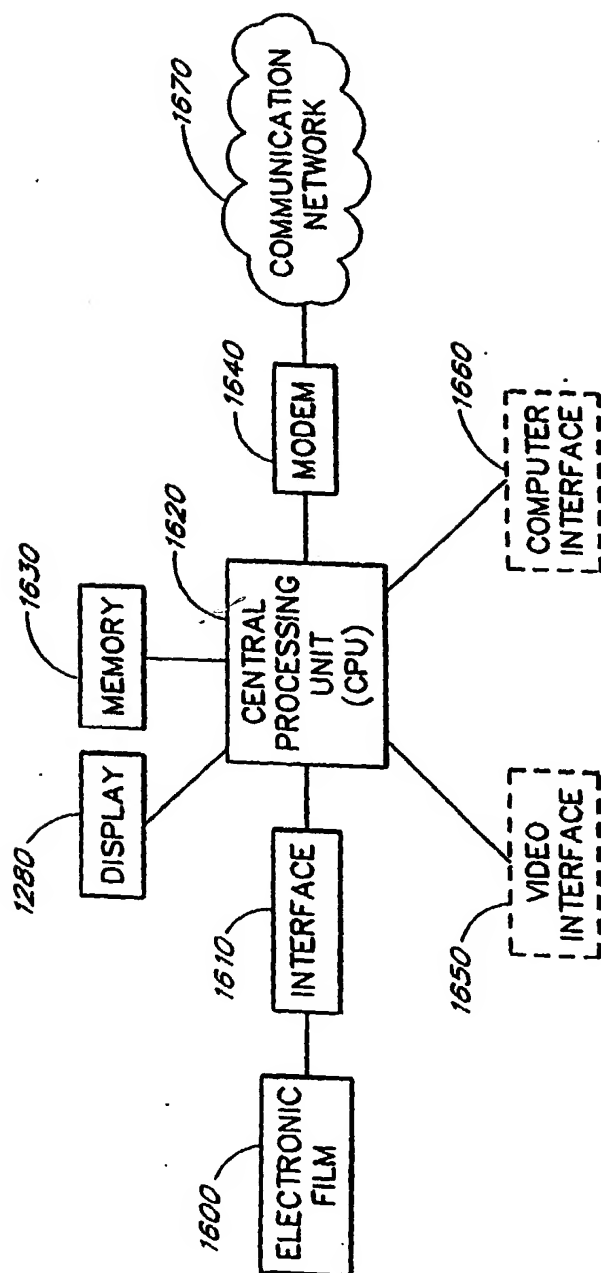 1280
DISPLAY
1630
MEMORY
1620
CENTRAL
PROCESSING
UNIT
(CPU)
1600
ELECTRONIC
FILM
1610
INTERFACE
1640
MODEM
1670
COMMUNICATION
NETWORK
1650
VIDEO
INTERFACE
1660
COMPUTER
INTERFACE